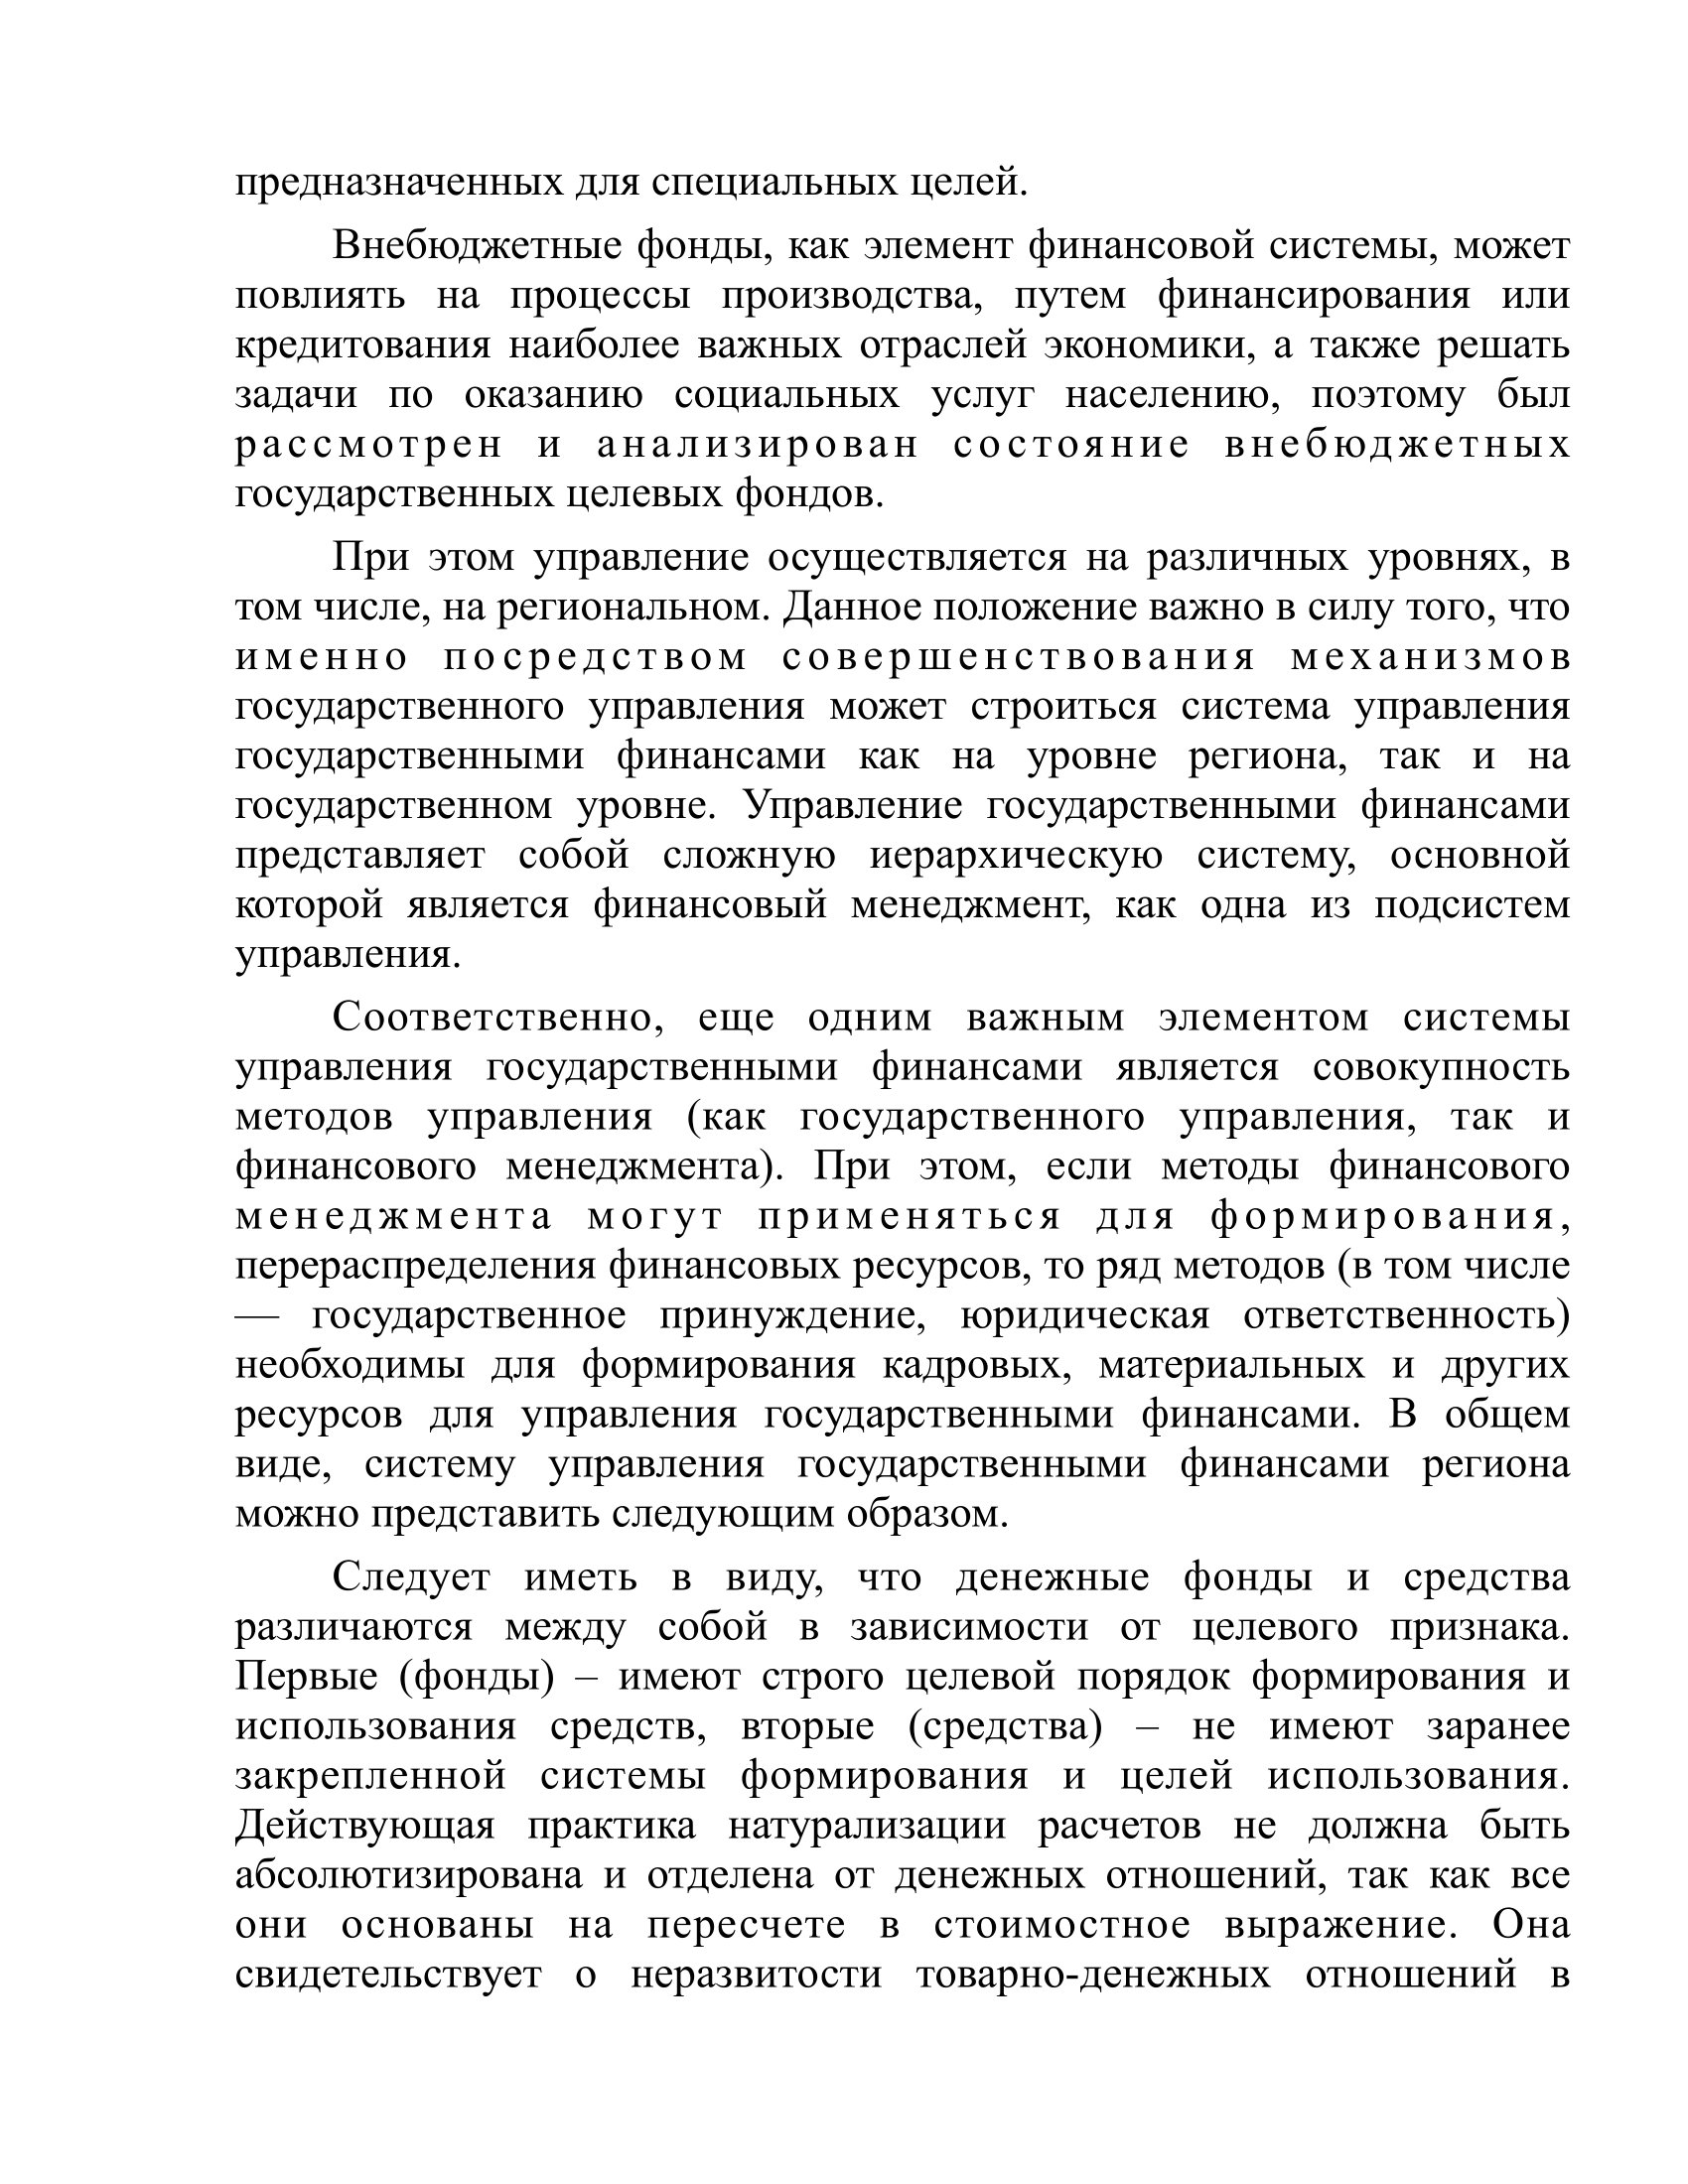 предназначенных для специальных целей.
Внебюджетные фонды, как элемент финансовой системы, может
повлиять на процессы производства, путем финансирования или
кредитования наиболее важных отраслей экономики, а также решать
задачи по оказанию социальных услуг населению, поэтому был
рассмотрен и анализирован состояние внебюджетных
государственных целевых фондов.
При этом управление осуществляется на различных уровнях, в
том числе, на региональном. Данное положение важно в силу того, что
именно посредством совершенствования механизмов
государственного управления может строиться система управления
государственными финансами как на уровне региона, так и на
государственном уровне. Управление государственными финансами
представляет собой сложную иерархическую систему, основной
которой является финансовый менеджмент, как одна из подсистем
управления.
Соответственно, еще одним важным элементом системы
управления государственными финансами является совокупность
методов управления (как государственного управления, так и
финансового менеджмента). При этом, если методы финансового
менеджмента могут применяться для формирования,
перераспределения финансовых ресурсов, то ряд методов (в том числе
— государственное принуждение, юридическая ответственность)
необходимы для формирования кадровых, материальных и других
ресурсов для управления государственными финансами. В общем
виде, систему управления государственными финансами региона
можно представить следующим образом.
Следует иметь в виду, что денежные фонды и средства
различаются между собой в зависимости от целевого признака.
Первые (фонды) – имеют строго целевой порядок формирования и
использования средств, вторые (средства) – не имеют заранее
закрепленной системы формирования и целей использования.
Действующая практика натурализации расчетов не должна быть
абсолютизирована и отделена от денежных отношений, так как все
они основаны на пересчете в стоимостное выражение. Она
свидетельствует о неразвитости товарно-денежных отношений в